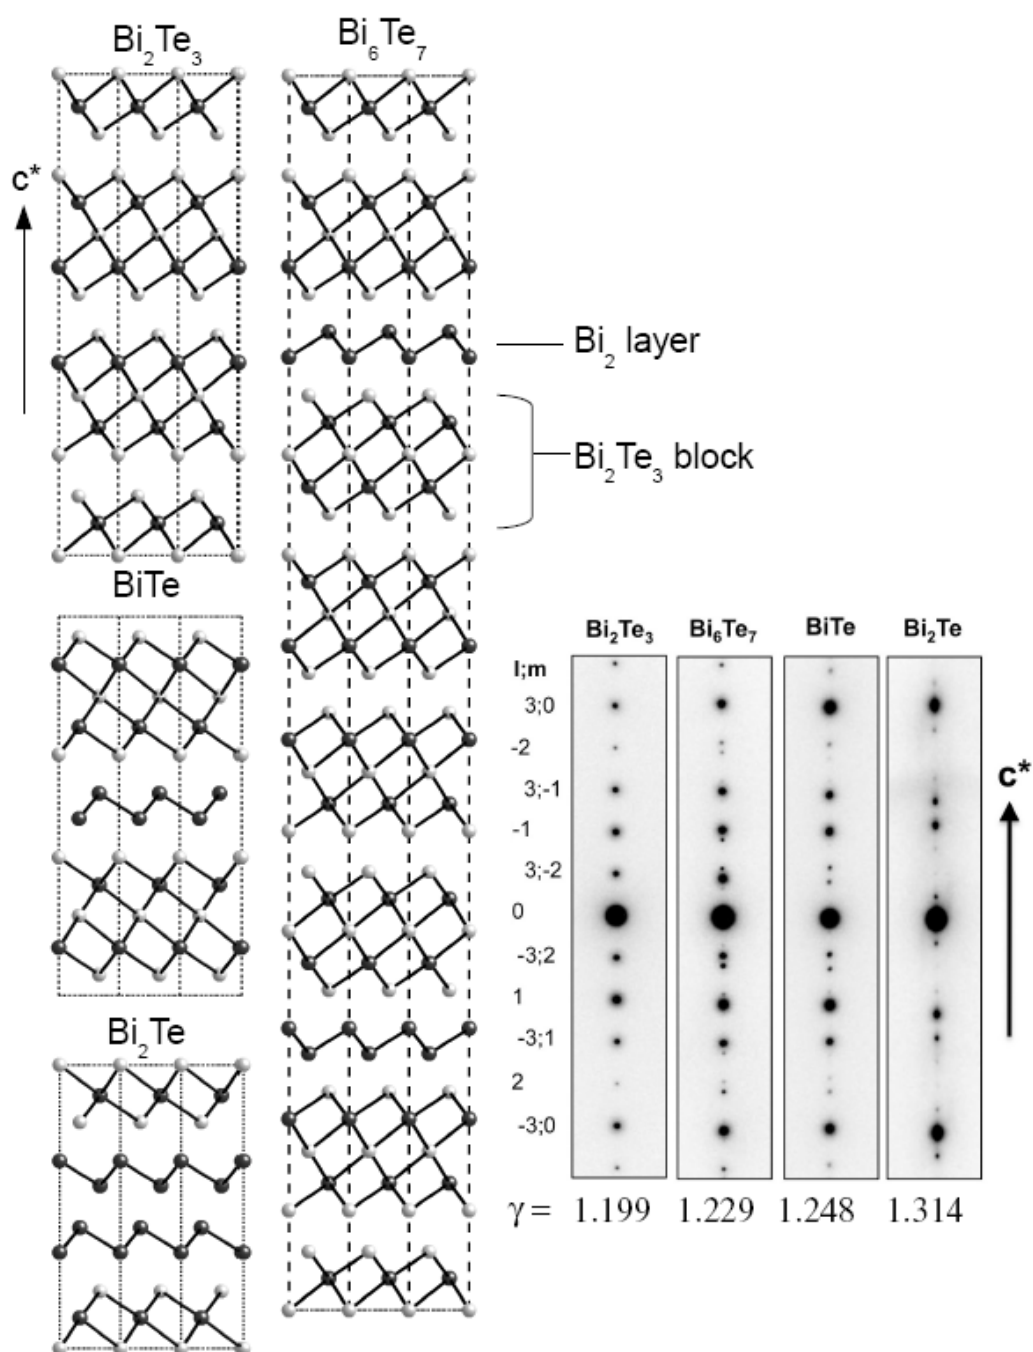 Bi₂Te₃
Bi₆Te₇
c*
Bi₂ layer
Bi₂Te₃ block
BiTe
Bi₂Te
Bi₂Te₃ Bi₆Te₇ BiTe Bi₂Te
l;m
3;0
-2
3;-1
-1
3;-2
0
-3;2
1
-3;1
2
-3;0
c*
γ = 1.199 1.229 1.248 1.314